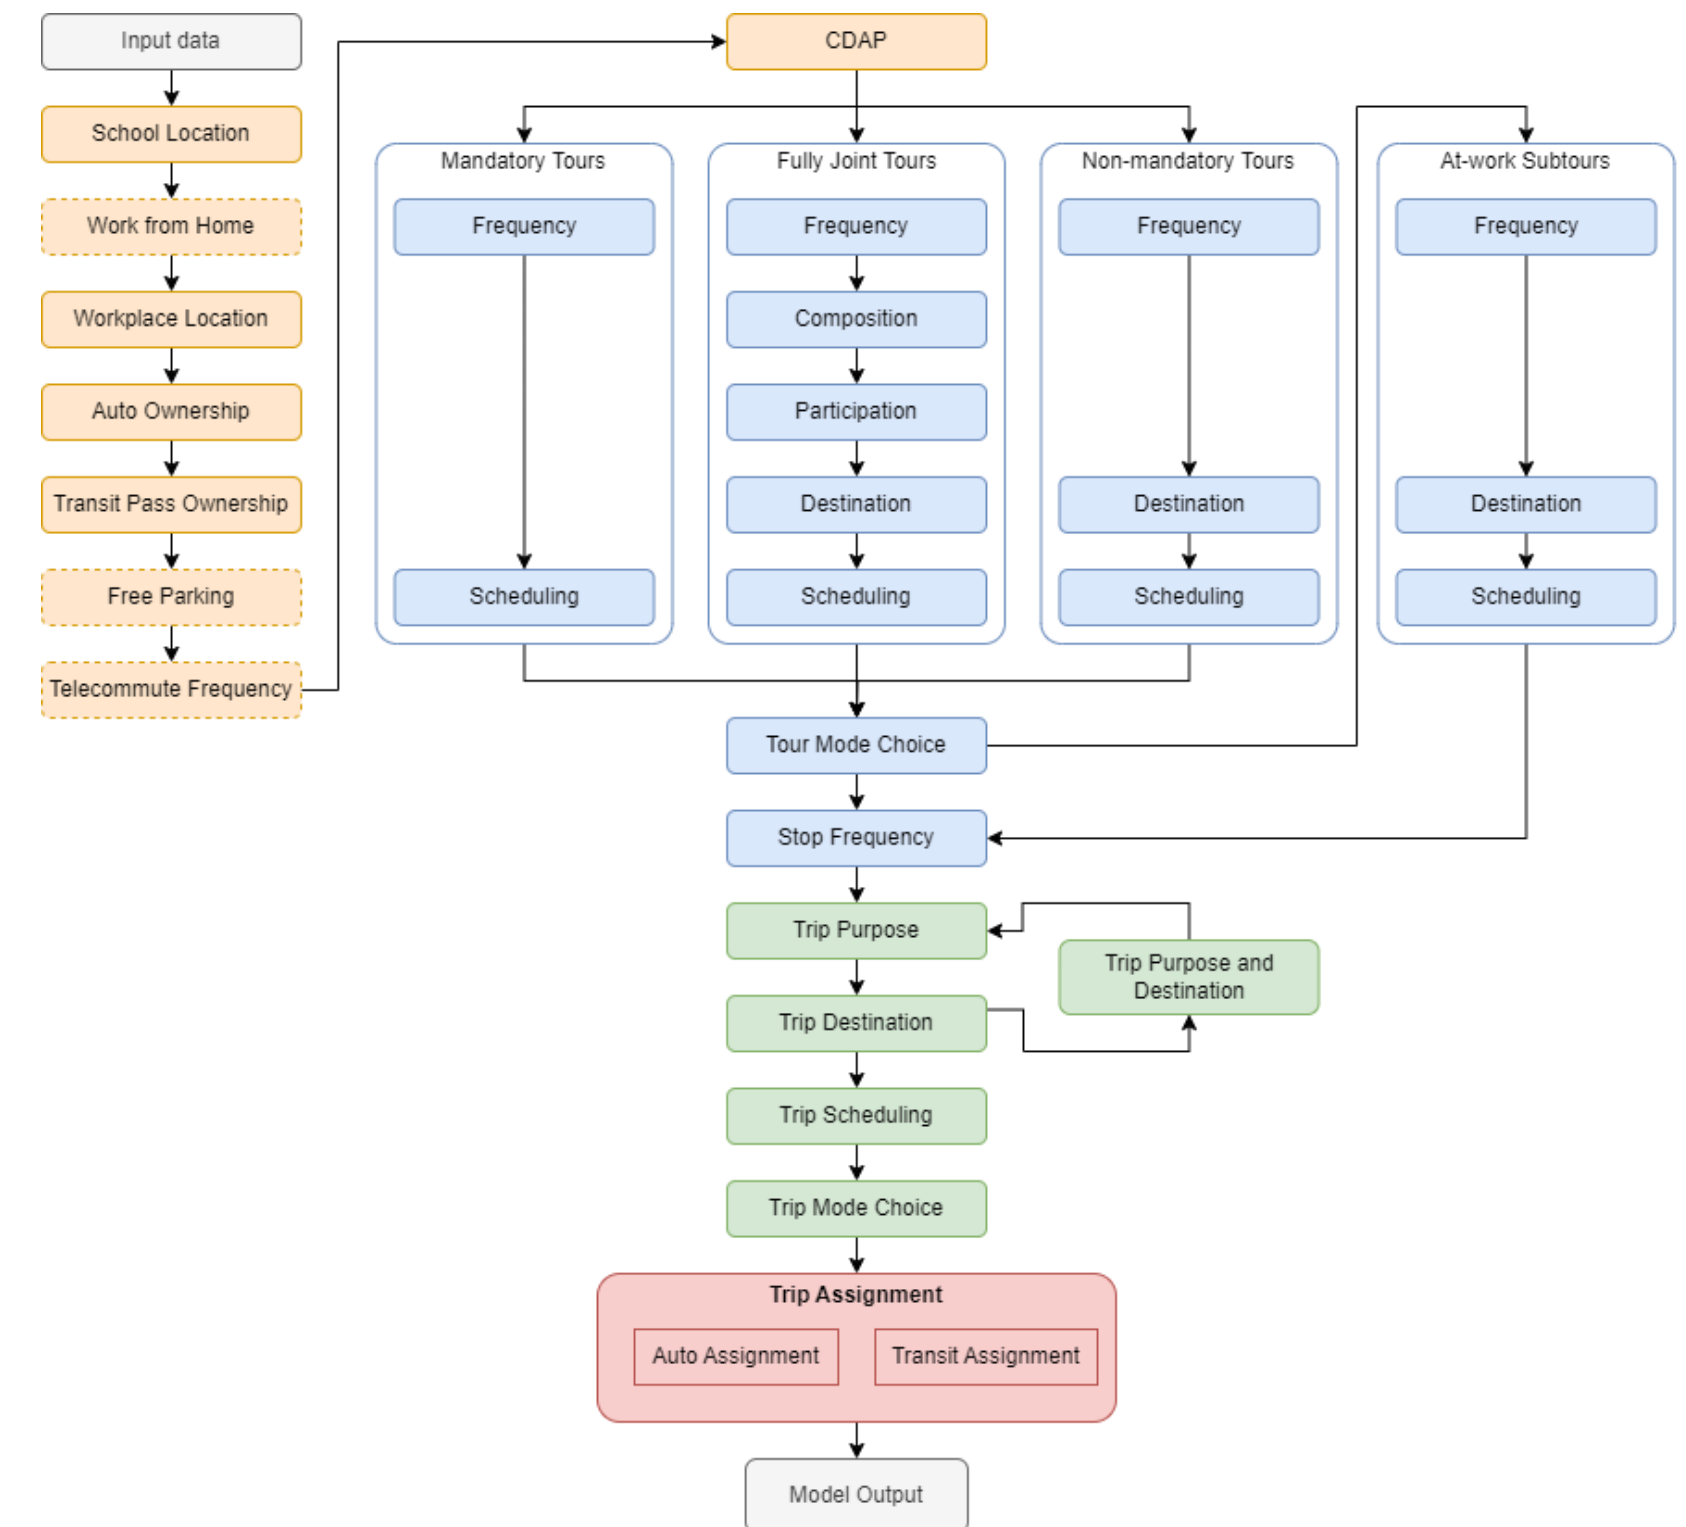 Input data
School Location
Work from Home
Workplace Location
Auto Ownership
Transit Pass Ownership
Free Parking
Telecommute Frequency
CDAP
Mandatory Tours
Frequency
Scheduling
Fully Joint Tours
Frequency
Composition
Participation
Destination
Scheduling
Non-mandatory Tours
Frequency
Destination
Scheduling
At-work Subtours
Frequency
Destination
Scheduling
Tour Mode Choice
Stop Frequency
Trip Purpose
Trip Purpose and
Destination
Trip Destination
Trip Scheduling
Trip Mode Choice
Trip Assignment
Auto Assignment
Transit Assignment
Model Output